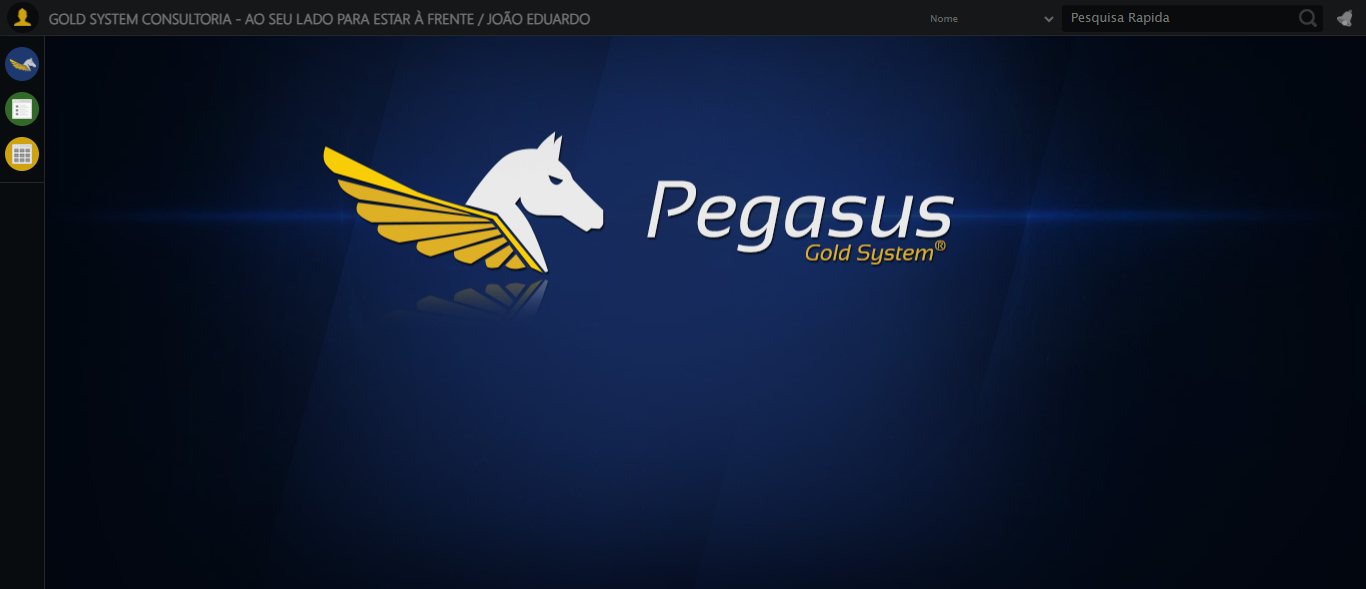 GOLD SYSTEM CONSULTORIA - AO SEU LADO PARA ESTAR À FRENTE / JOÃO EDUARDO
Nome
Pesquisa Rapida
Pegasus
Gold System®